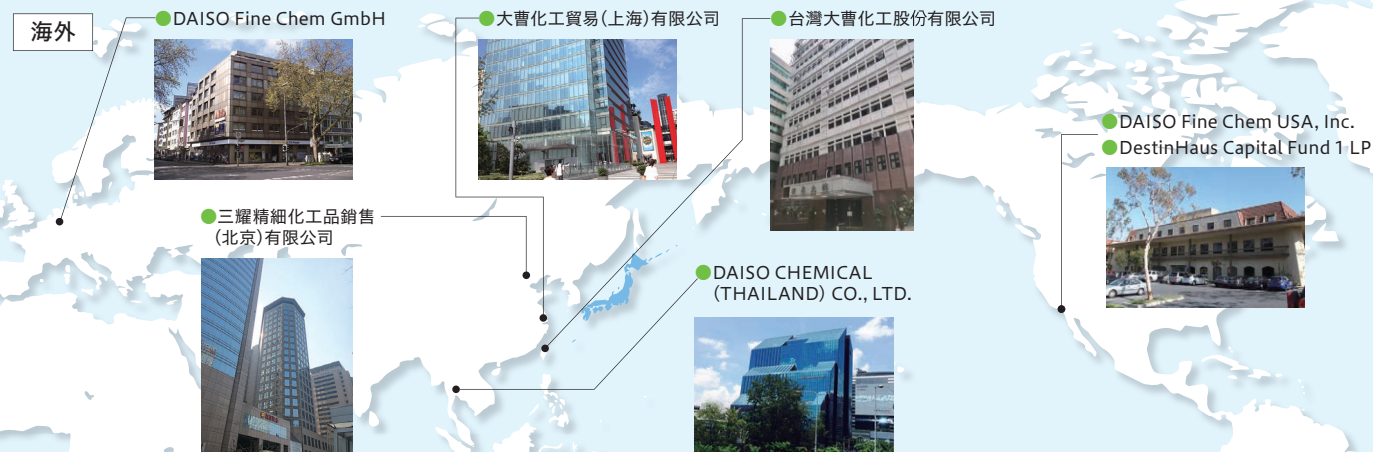 海外
●DAISO Fine Chem GmbH
●大曹化工貿易(上海)有限公司
●台灣大曹化工股份有限公司
●DAISO Fine Chem USA, Inc.
●DestinHaus Capital Fund 1 LP
●三耀精細化工品銷售
(北京)有限公司
●DAISO CHEMICAL
(THAILAND) CO., LTD.